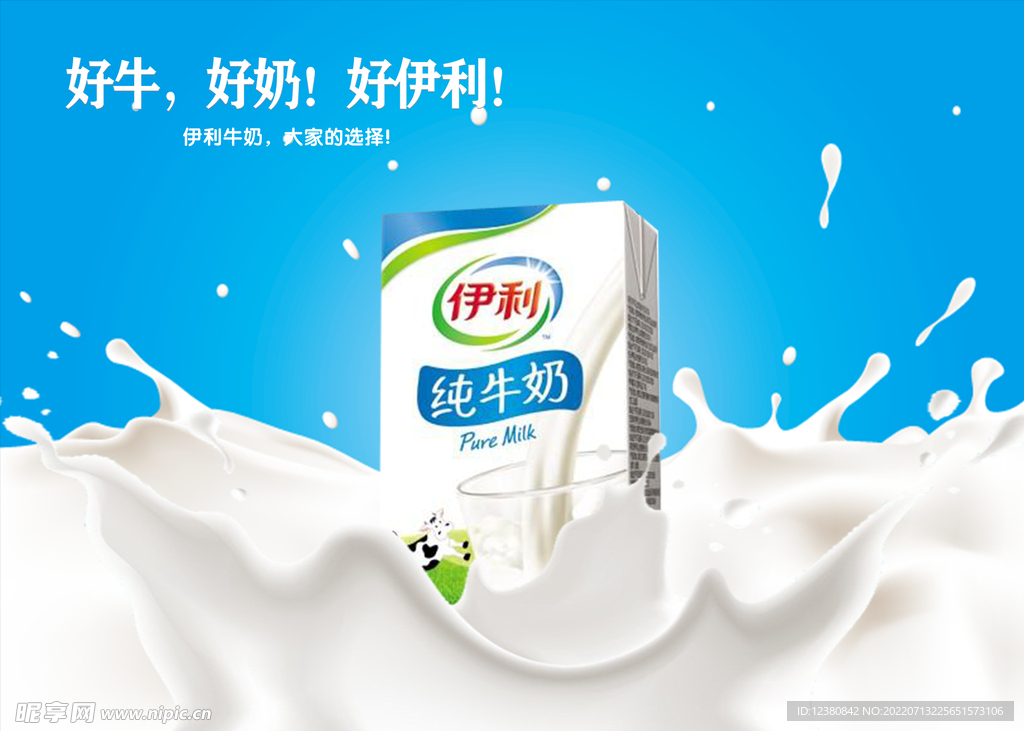 好牛，好奶！好伊利！
伊利牛奶，大家的选择！
伊利
TM
纯牛奶
Pure Milk
昵享网 www.nipic.cn
ID:12380842 NO:20220713225651573106